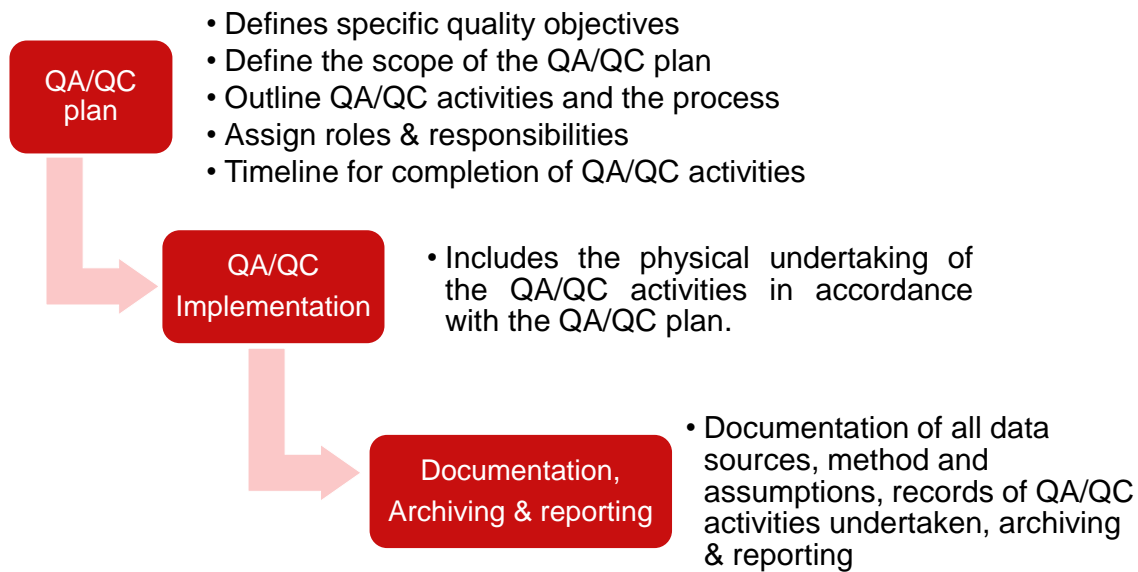 QA/QC
plan
• Defines specific quality objectives
• Define the scope of the QA/QC plan
• Outline QA/QC activities and the process
• Assign roles & responsibilities
• Timeline for completion of QA/QC activities
QA/QC
Implementation
• Includes the physical undertaking of
the QA/QC activities in accordance
with the QA/QC plan.
Documentation,
Archiving & reporting
• Documentation of all data
sources, method and
assumptions, records of QA/QC
activities undertaken, archiving
& reporting